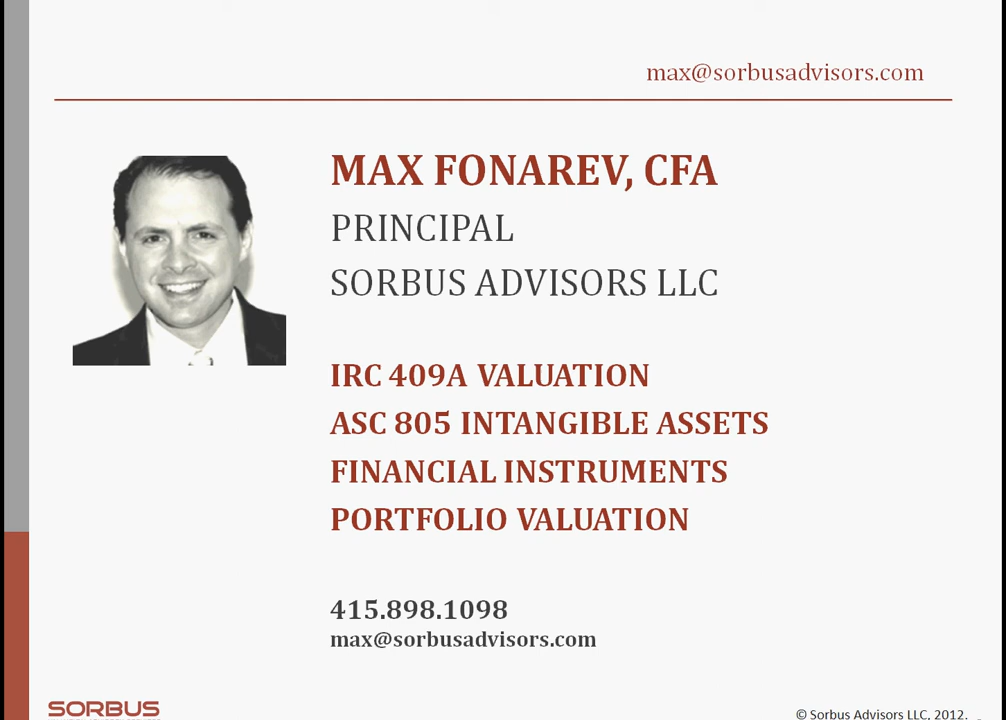 max@sorbusadvisors.com
MAX FONAREV, CFA
PRINCIPAL
SORBUS ADVISORS LLC
IRC 409A VALUATION
ASC 805 INTANGIBLE ASSETS
FINANCIAL INSTRUMENTS
PORTFOLIO VALUATION
415.898.1098
max@sorbusadvisors.com
SORBUS
© Sorbus Advisors LLC, 2012.